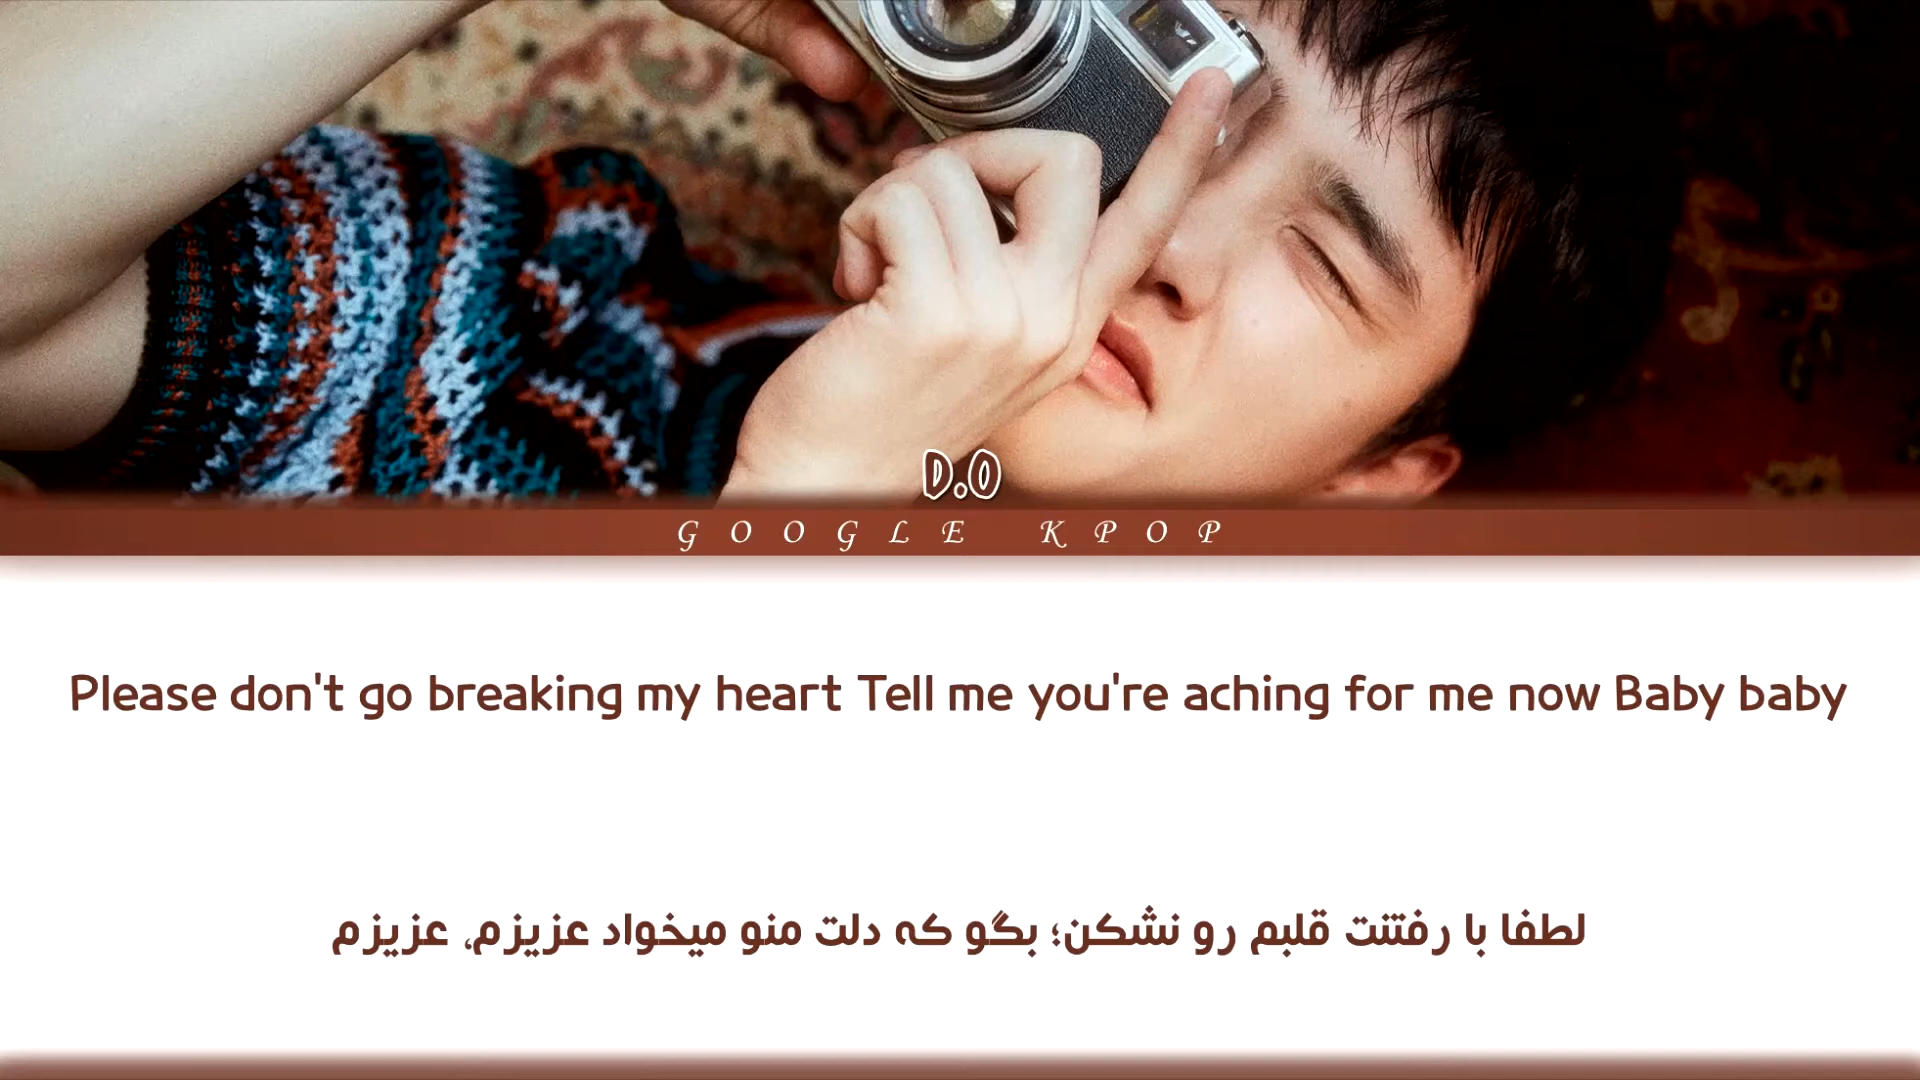 D.O
GOOGLE KPOP
Please don't go breaking my heart Tell me you're aching for me now Baby baby
لطفا با رفتنت قلبم رو نشکن؛ بگو که دلت منو میخواد عزیزم، عزیزم